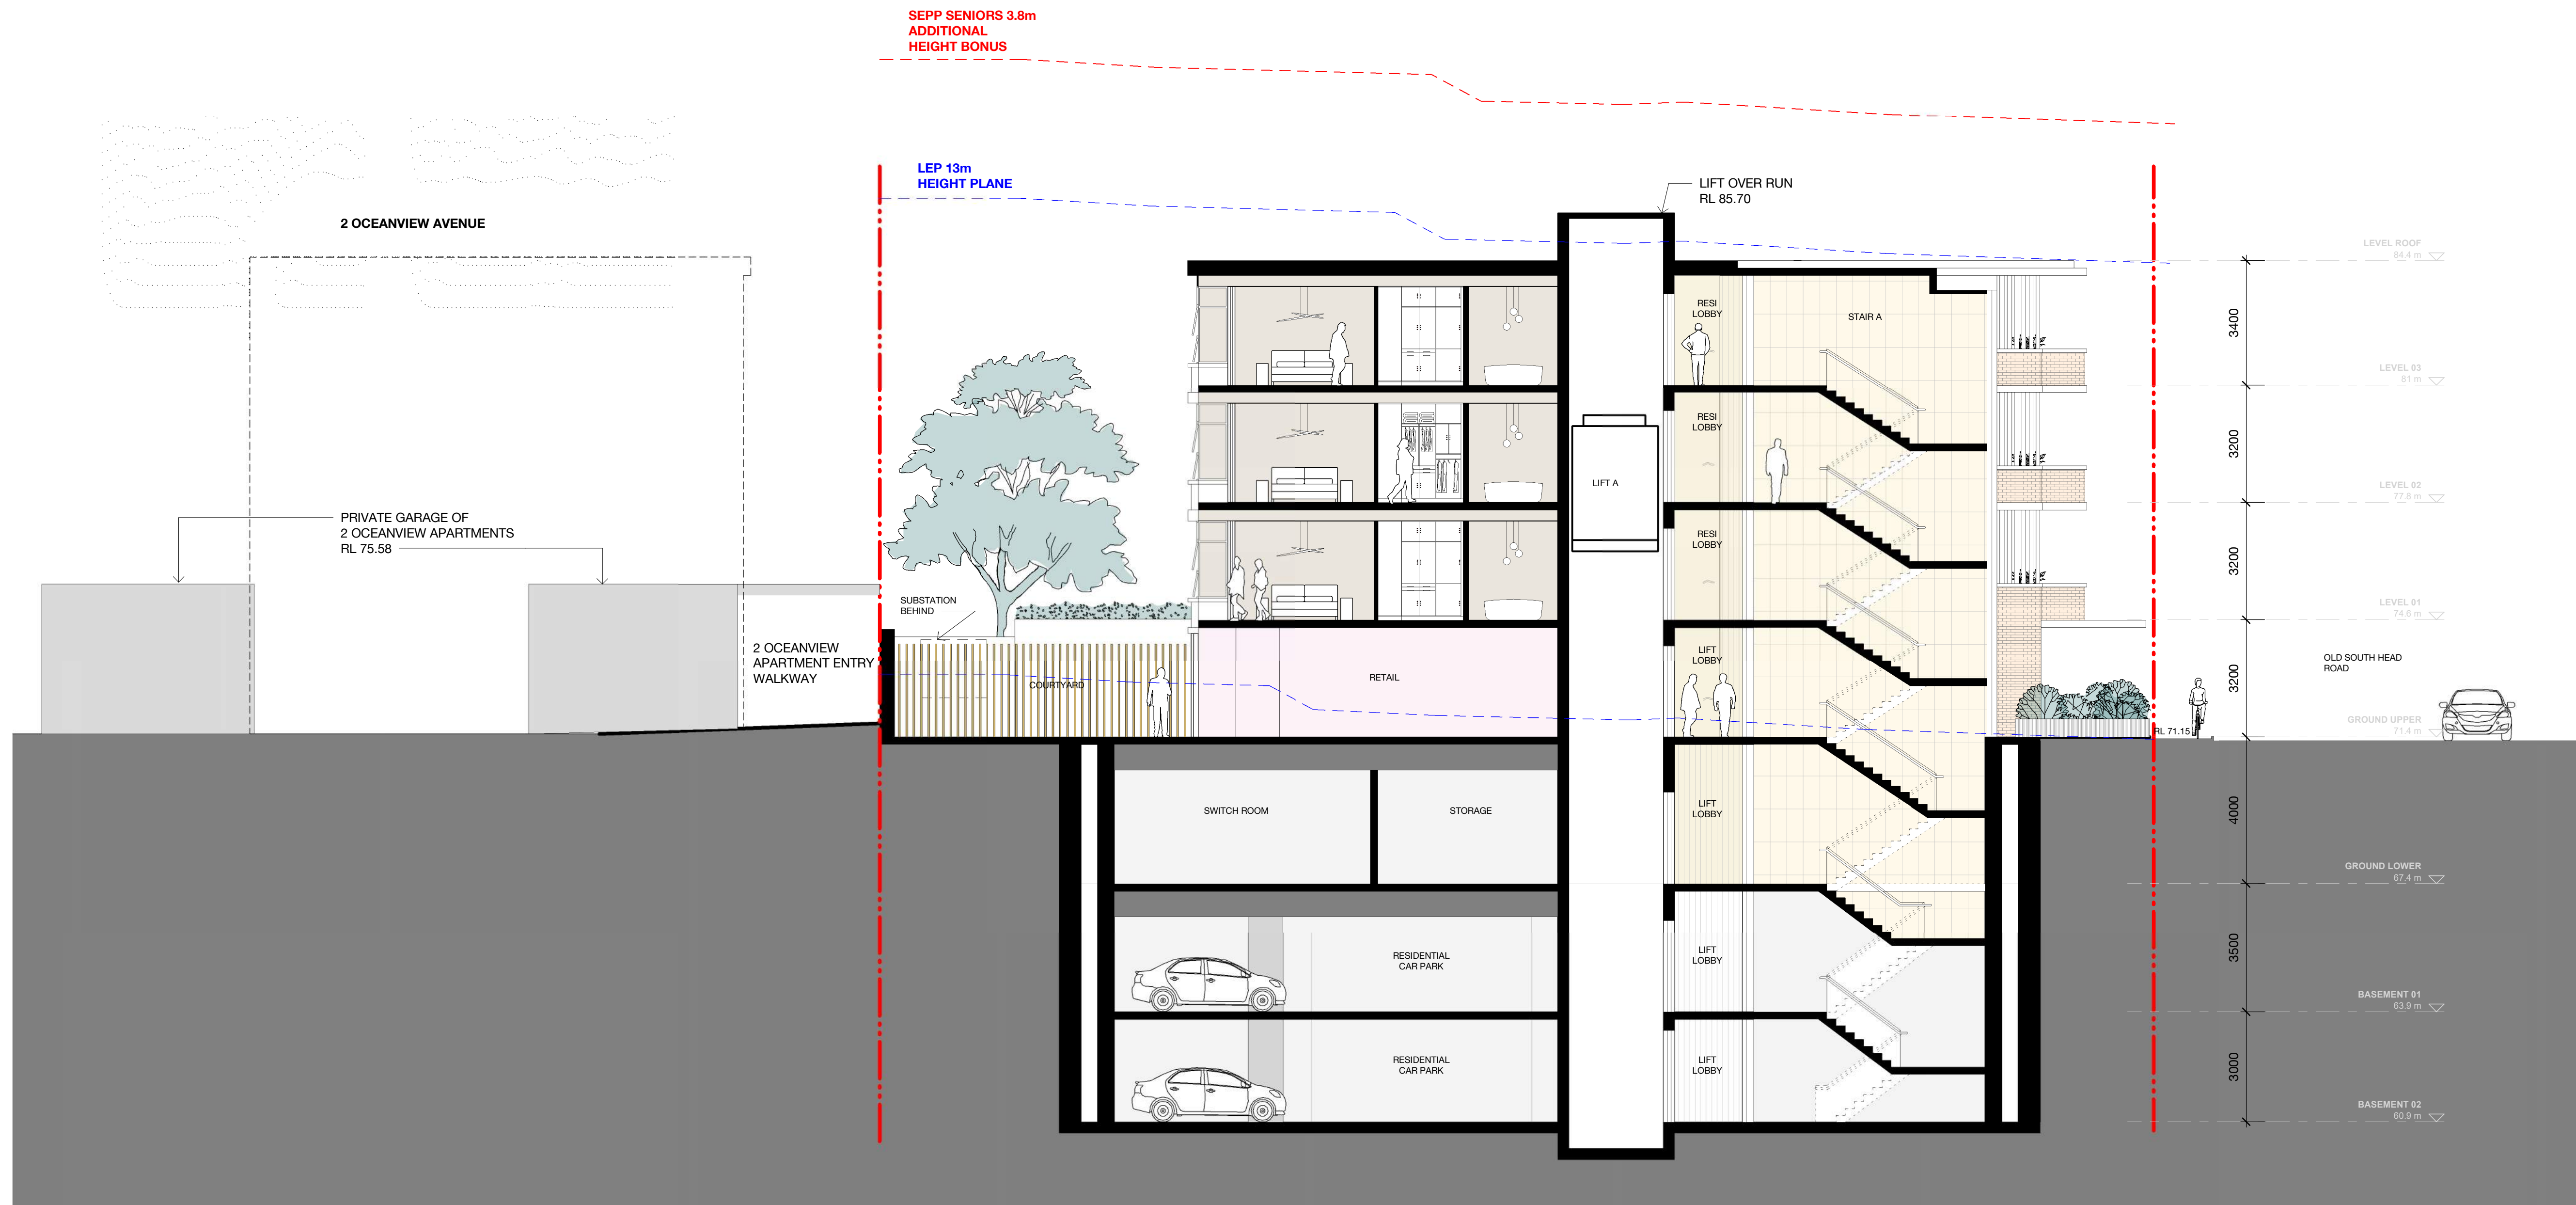 SEPP SENIORS 3.8m
ADDITIONAL
HEIGHT BONUS
LEP 13m
HEIGHT PLANE
LIFT OVER RUN
RL 85.70
2 OCEANVIEW AVENUE
LEVEL ROOF
84.4 m
RESI
LOBBY
STAIR A
3400
LEVEL 03
81 m
RESI
LOBBY
3200
LIFT A
LEVEL 02
77.8 m
PRIVATE GARAGE OF
2 OCEANVIEW APARTMENTS
RL 75.58
RESI
LOBBY
3200
SUBSTATION
BEHIND
LEVEL 01
74.6 m
2 OCEANVIEW
APARTMENT ENTRY
WALKWAY
COURTYARD
RETAIL
LIFT
LOBBY
3200
OLD SOUTH HEAD
ROAD
GROUND UPPER
71.4 m
RL 71.15
SWITCH ROOM
STORAGE
LIFT
LOBBY
4000
GROUND LOWER
67.4 m
RESIDENTIAL
CAR PARK
LIFT
LOBBY
3500
BASEMENT 01
63.9 m
RESIDENTIAL
CAR PARK
LIFT
LOBBY
3000
BASEMENT 02
60.9 m